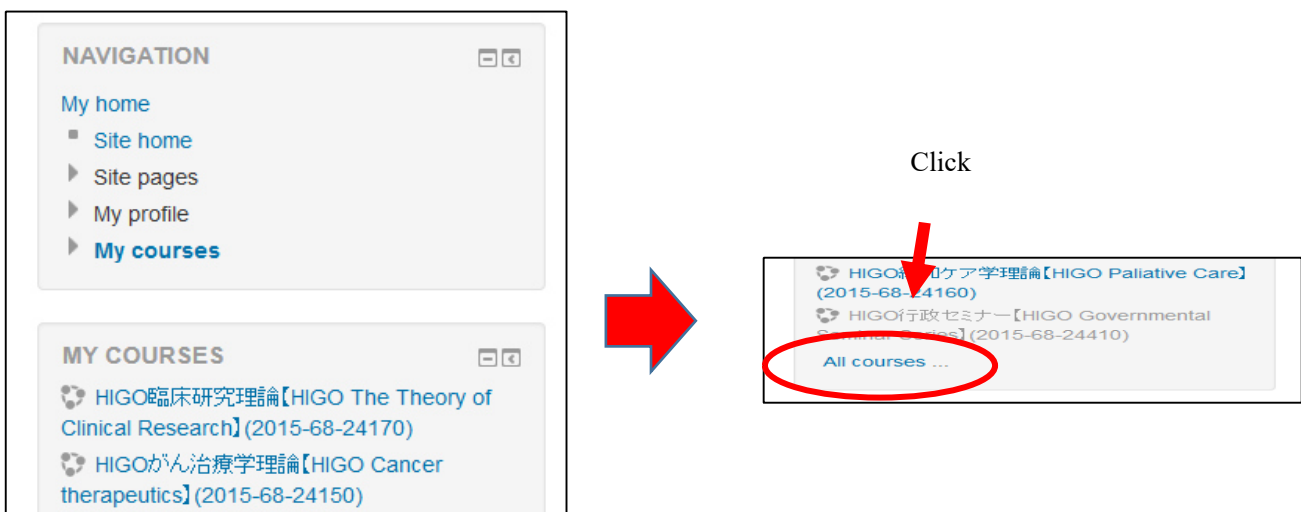 NAVIGATION
My home
Site home
Site pages
My profile
My courses
MY COURSES
HIGO臨床研究理論【HIGO The Theory of
Clinical Research】(2015-68-24170)
HIGOがん治療学理論【HIGO Cancer
therapeutics】(2015-68-24150)
Click
HIGO ケア学理論【HIGO Paliative Care】
(2015-68-24160)
HIGO行政セミナー【HIGO Governmental
Seminar Series】(2015-68-24410)
All courses ...